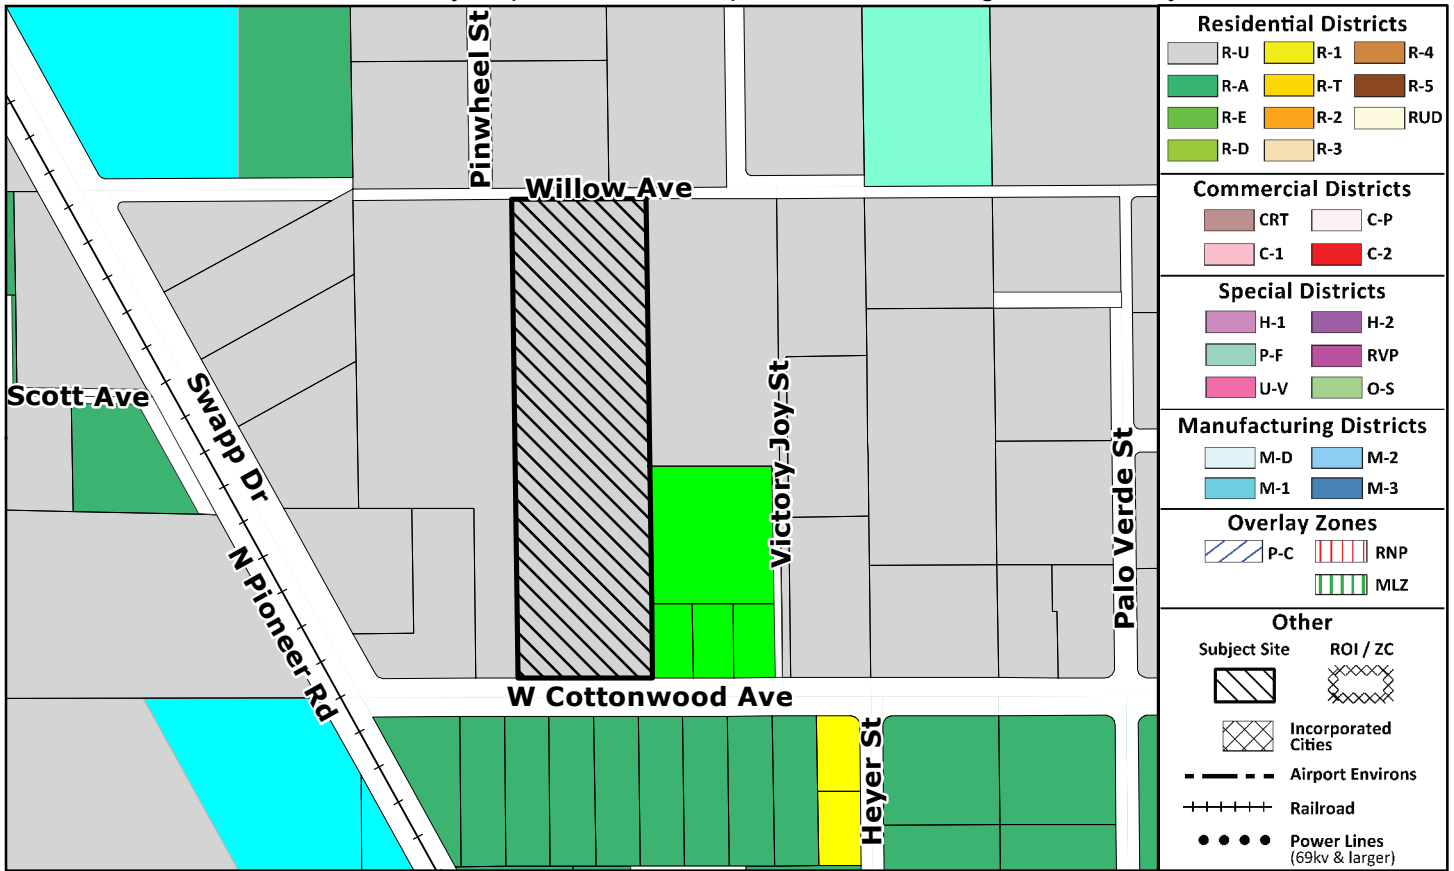 Pinwheel St
Willow Ave
Scott Ave
Swapp Dr
N Pioneer Rd
Victory Joy St
Palo Verde St
W Cottonwood Ave
Heyer St
Residential Districts
R-U R-1 R-4
R-A R-T R-5
R-E R-2 RUD
R-D R-3
Commercial Districts
CRT C-P
C-1 C-2
Special Districts
H-1 H-2
P-F RVP
U-V O-S
Manufacturing Districts
M-D M-2
M-1 M-3
Overlay Zones
P-C RNP
MLZ
Other
Subject Site ROI / ZC
Incorporated
Cities
Airport Environs
Railroad
Power Lines
(69kv & larger)